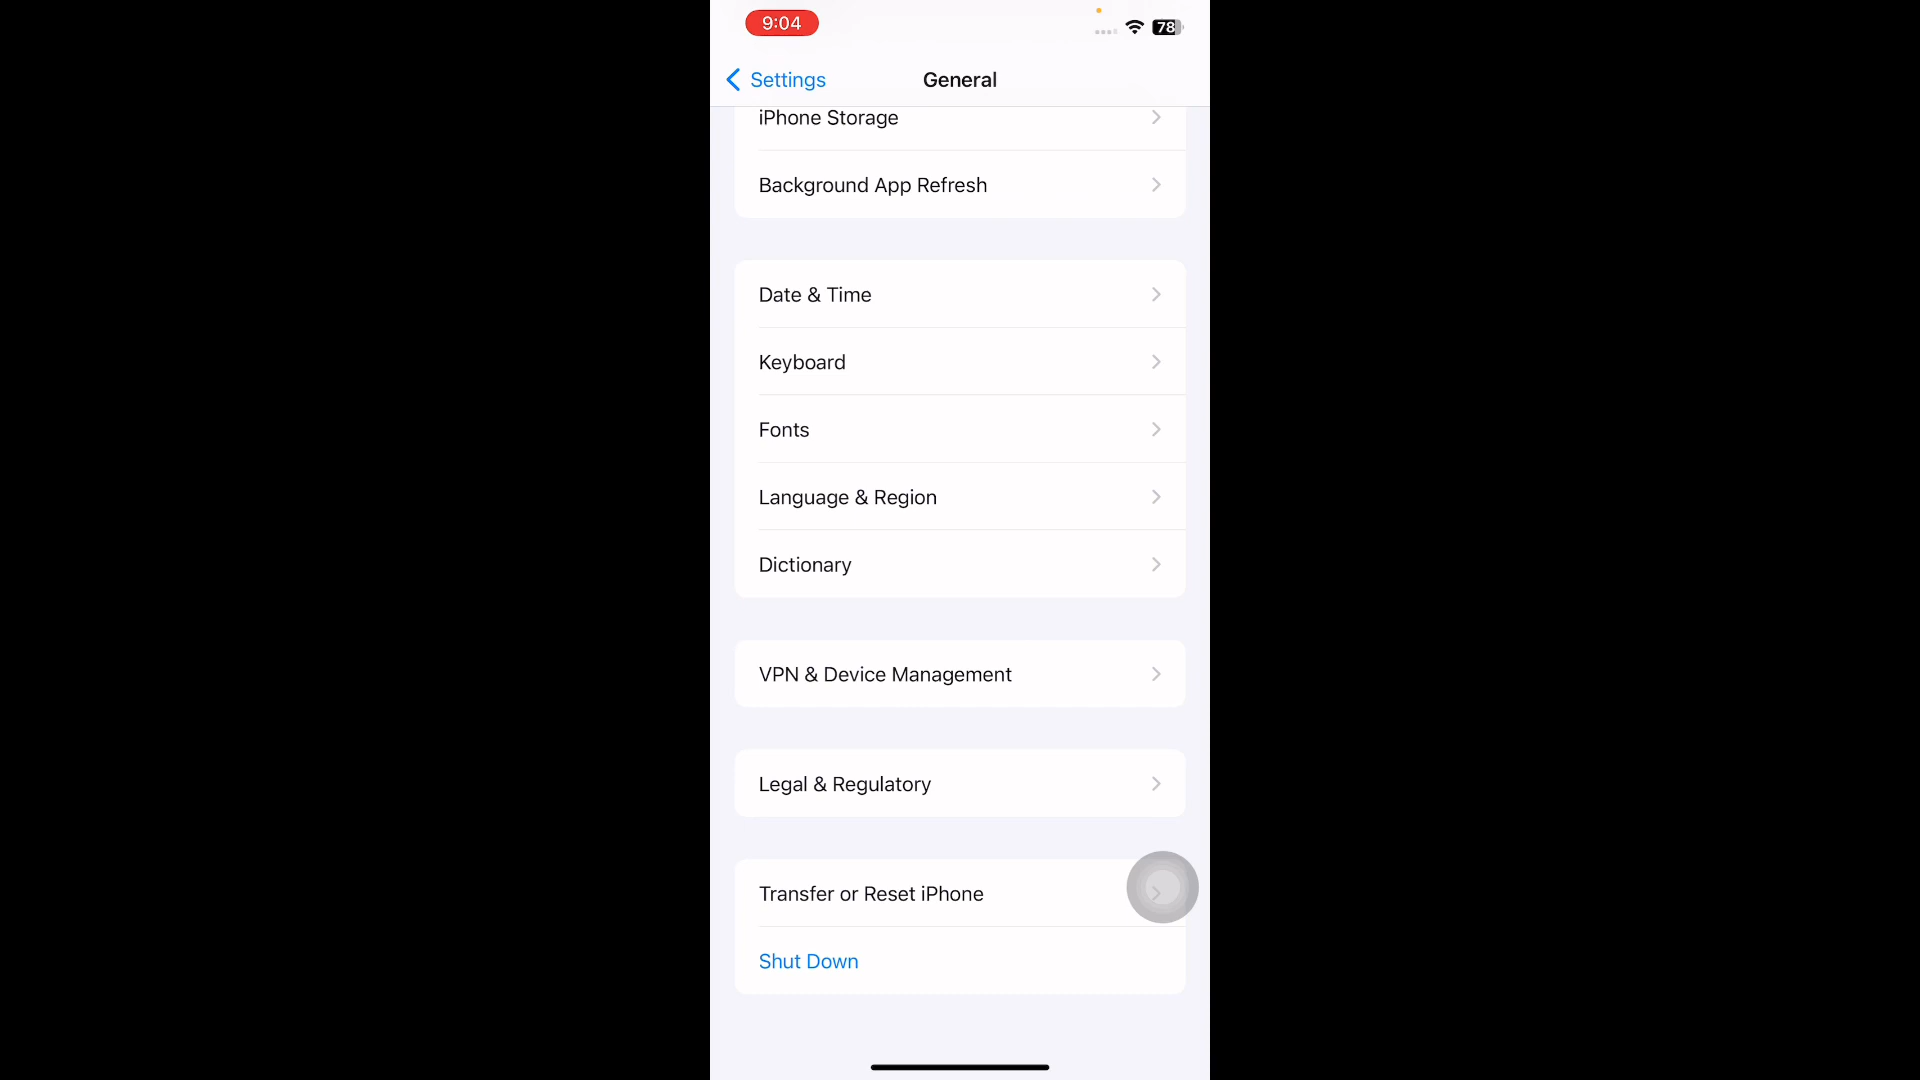 9:04
78
Settings
General
iPhone Storage
Background App Refresh
Date & Time
Keyboard
Fonts
Language & Region
Dictionary
VPN & Device Management
Legal & Regulatory
Transfer or Reset iPhone
Shut Down